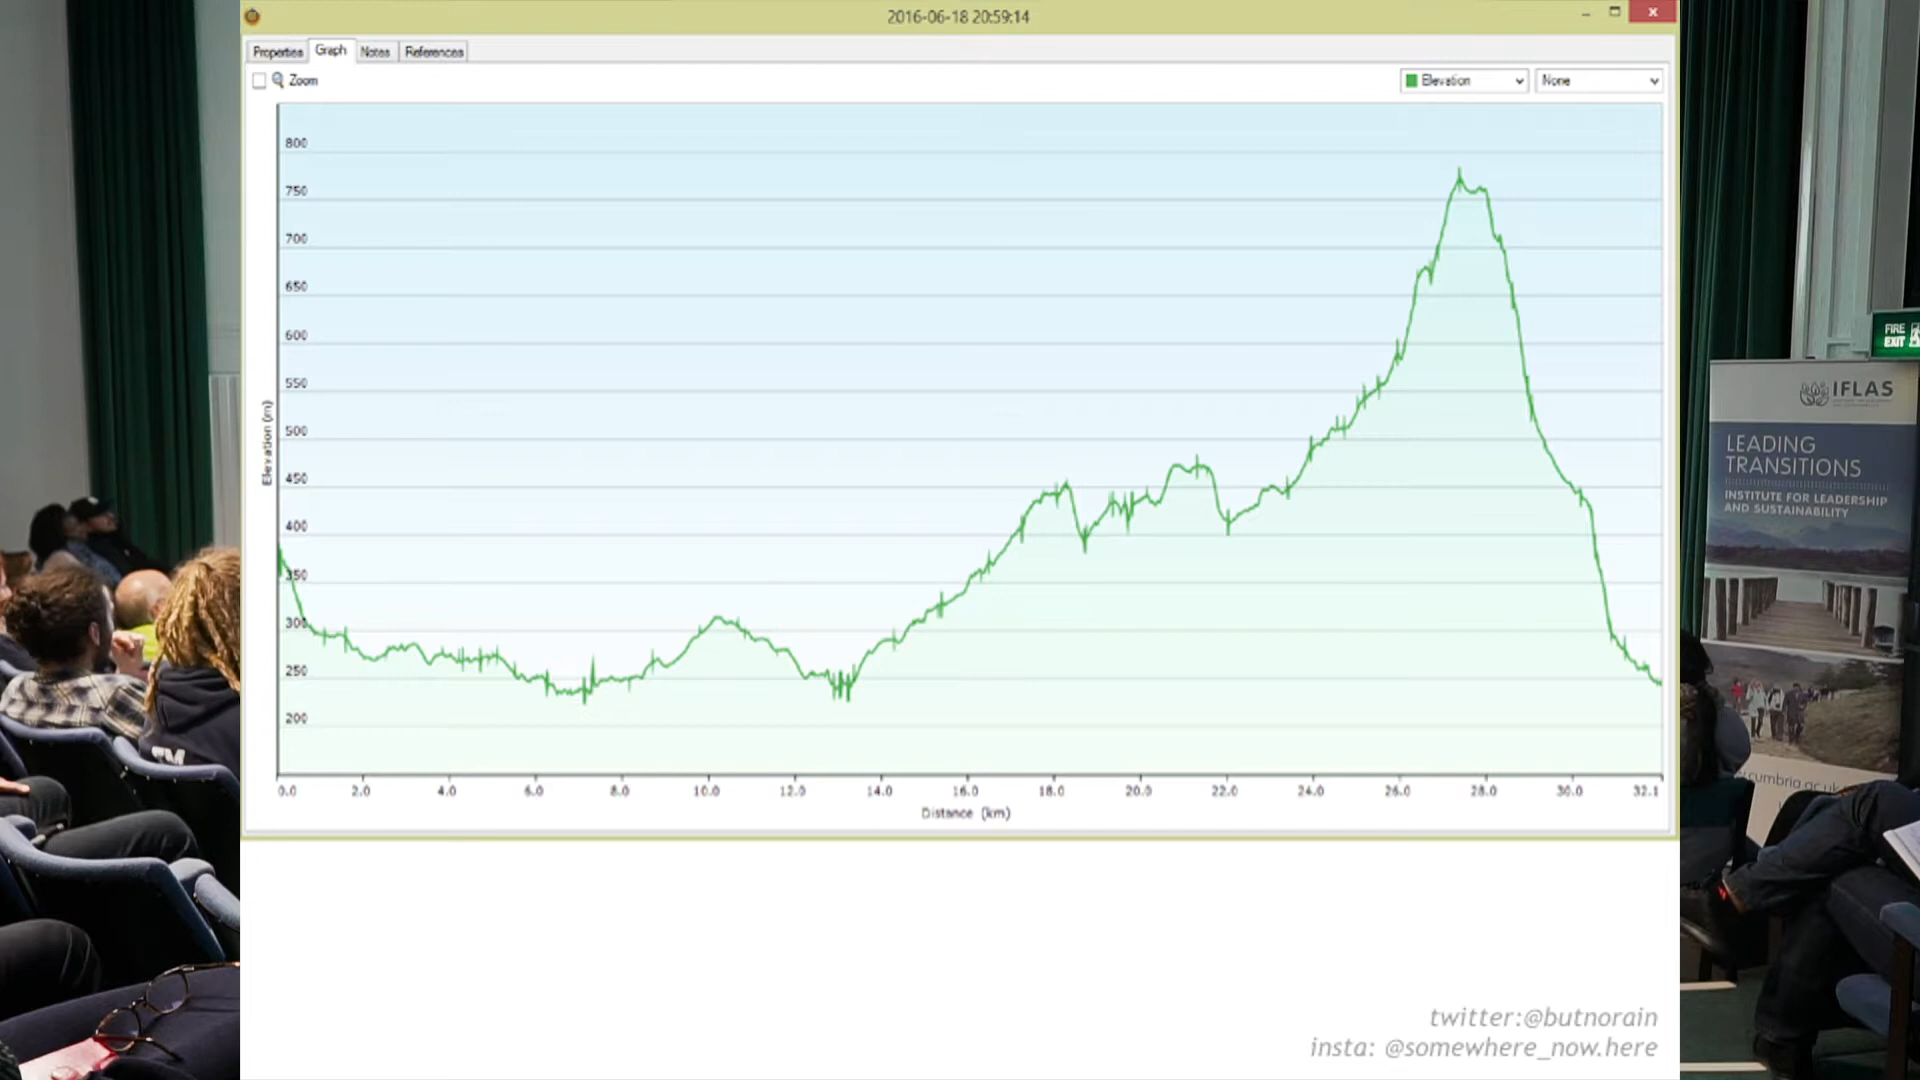 2016-06-18 20:59:14
Properties Graph Notes References
Zoom
Elevation None
800
750
700
650
600
550
500
450
400
350
300
250
200
Elevation (m)
0.0 2.0 4.0 6.0 8.0 10.0 12.0 14.0 16.0 18.0 20.0 22.0 24.0 26.0 28.0 30.0 32.1
Distance (km)
twitter:@butnorain
insta: @somewhere_now.here
FIRE
EXIT
IFLAS
LEADING
TRANSITIONS
INSTITUTE FOR LEADERSHIP
AND SUSTAINABILITY